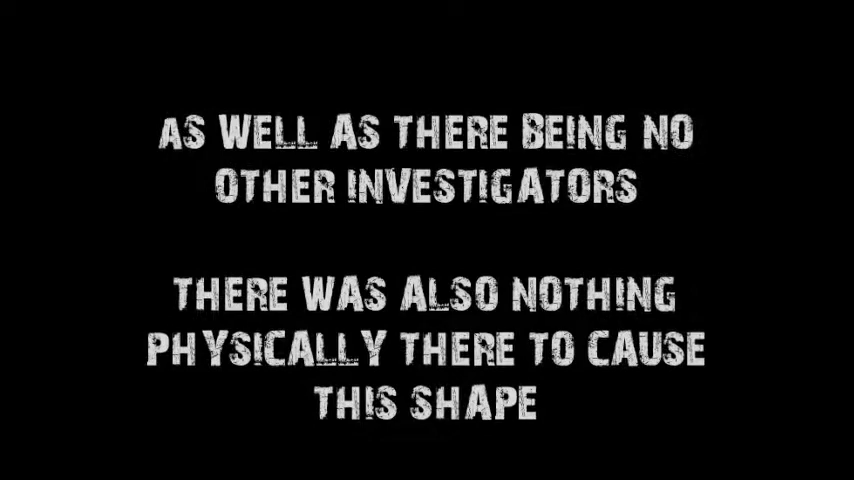 AS WELL AS THERE BEING NO
OTHER INVESTIGATORS
THERE WAS ALSO NOTHING
PHYSICALLY THERE TO CAUSE
THIS SHAPE